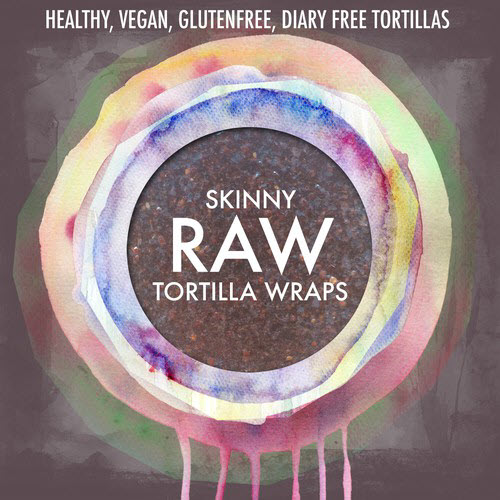 HEALTHY, VEGAN, GLUTENFREE, DIARY FREE TORTILLAS
SKINNY
RAW
TORTILLA WRAPS